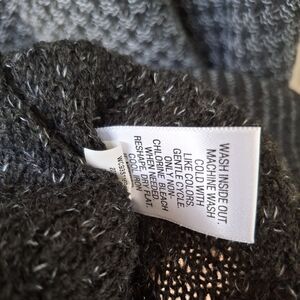 WASH INSIDE OUT.
MACHINE WASH
COLD WITH
LIKE COLORS.
GENTLE CYCLE.
ONLY NON-
CHLORINE BLEACH
WHEN NEEDED.
RESHAPE, DRY FLAT.
COOL IRON